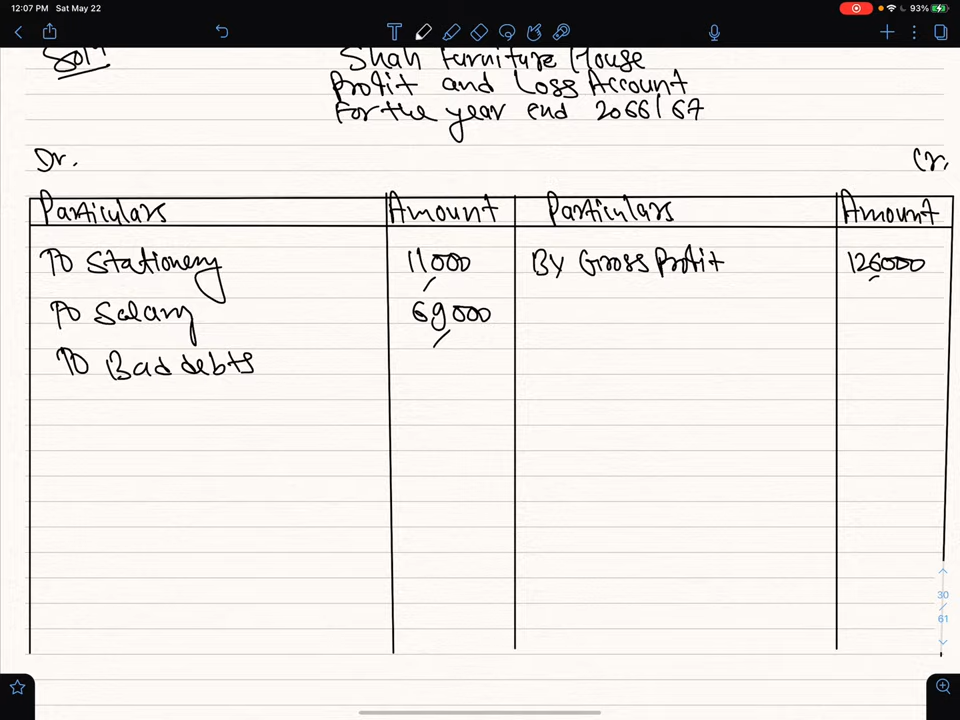 12:07 PM Sat May 22
93%
Soln
Shah Furniture House
Profit and Loss Account
For the year end 2066/67
Dr. Cr.
Particulars Amount Particulars Amount
To Stationery 11000 By Gross Profit 126000
To Salary 69000
To Bad debts
30
/
61